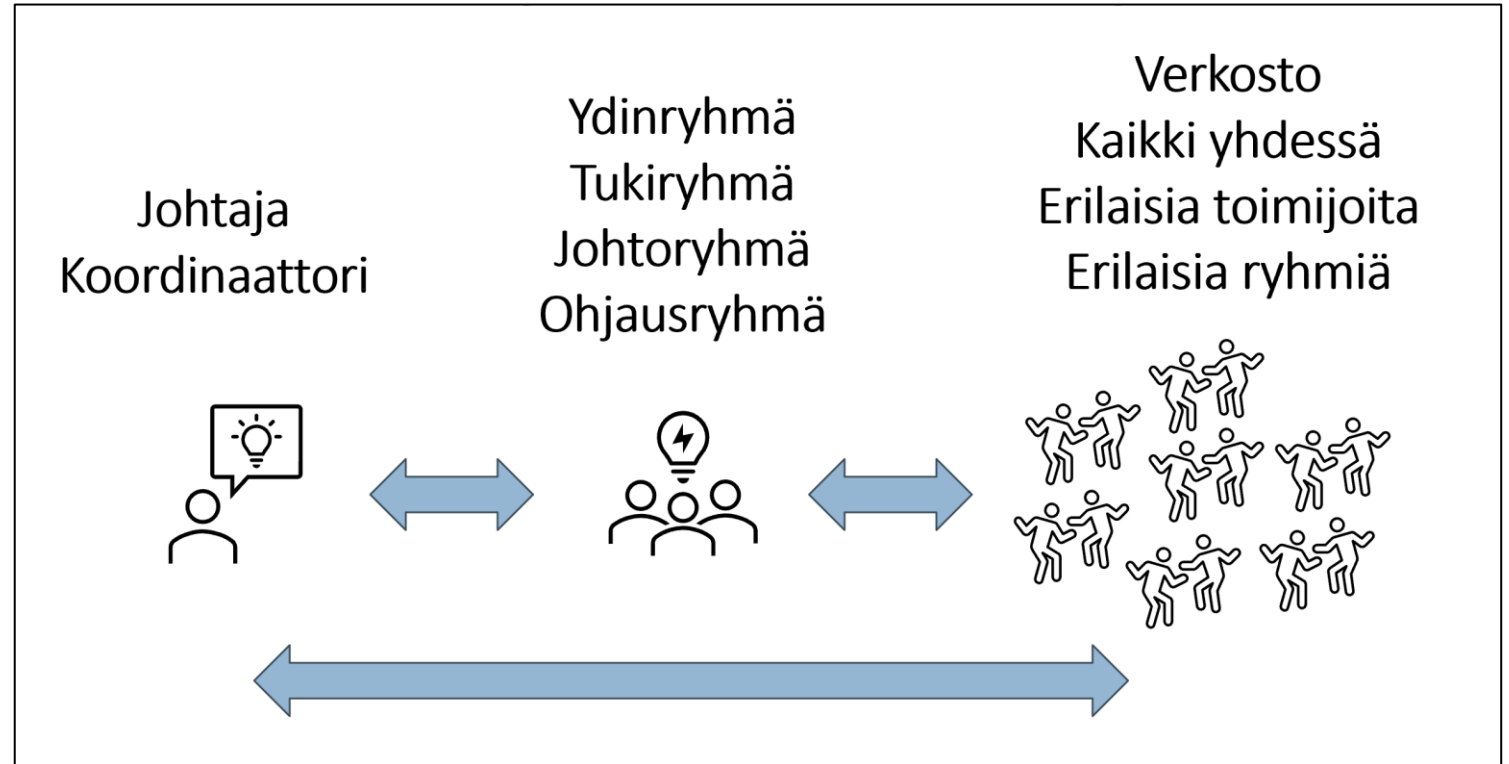 Johtaja
Koordinaattori
Ydinryhmä
Tukiryhmä
Johtoryhmä
Ohjausryhmä
Verkosto
Kaikki yhdessä
Erilaisia toimijoita
Erilaisia ryhmiä